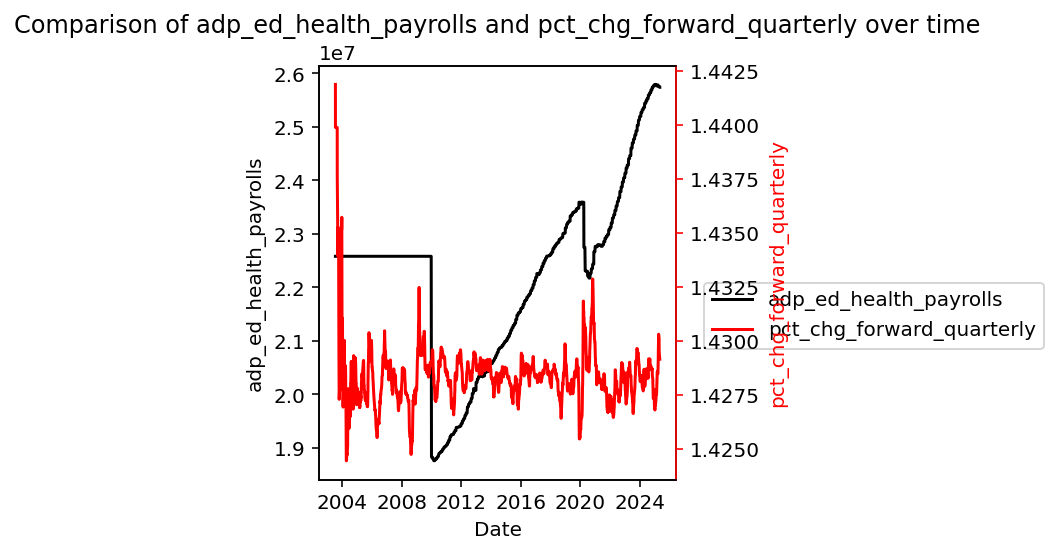 Comparison of adp_ed_health_payrolls and pct_chg_forward_quarterly over time
1e7
2.6
2.5
2.4
2.3
2.2
2.1
2.0
1.9
adp_ed_health_payrolls
2004 2008 2012 2016 2020 2024
Date
1.4425
1.4400
1.4375
1.4350
1.4325
1.4300
1.4275
1.4250
pct_chg_forward_quarterly
adp_ed_health_payrolls
pct_chg_forward_quarterly